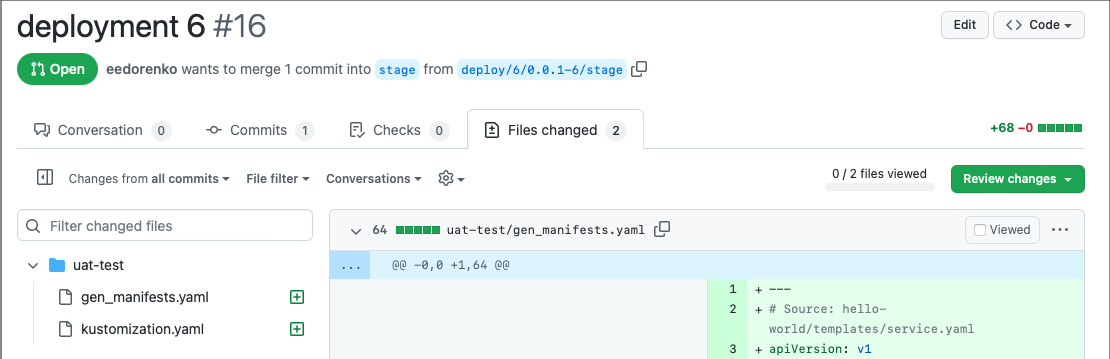 deployment 6 #16
Edit
<> Code
Open
eedorenko wants to merge 1 commit into stage from deploy/6/0.0.1-6/stage
Conversation 0
Commits 1
Checks 0
Files changed 2
+68 −0
Changes from all commits
File filter
Conversations
0 / 2 files viewed
Review changes
Filter changed files
64 uat-test/gen_manifests.yaml
Viewed
...
uat-test
... @@ -0,0 +1,64 @@
gen_manifests.yaml
kustomization.yaml
1 + ---
2 + # Source: hello-
world/templates/service.yaml
3 + apiVersion: v1